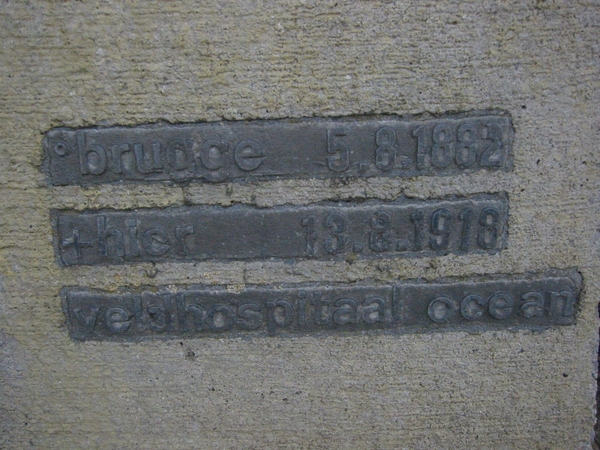 °brugge 5.8.1882
+hier 13.8.1918
veldhospitaal ocean